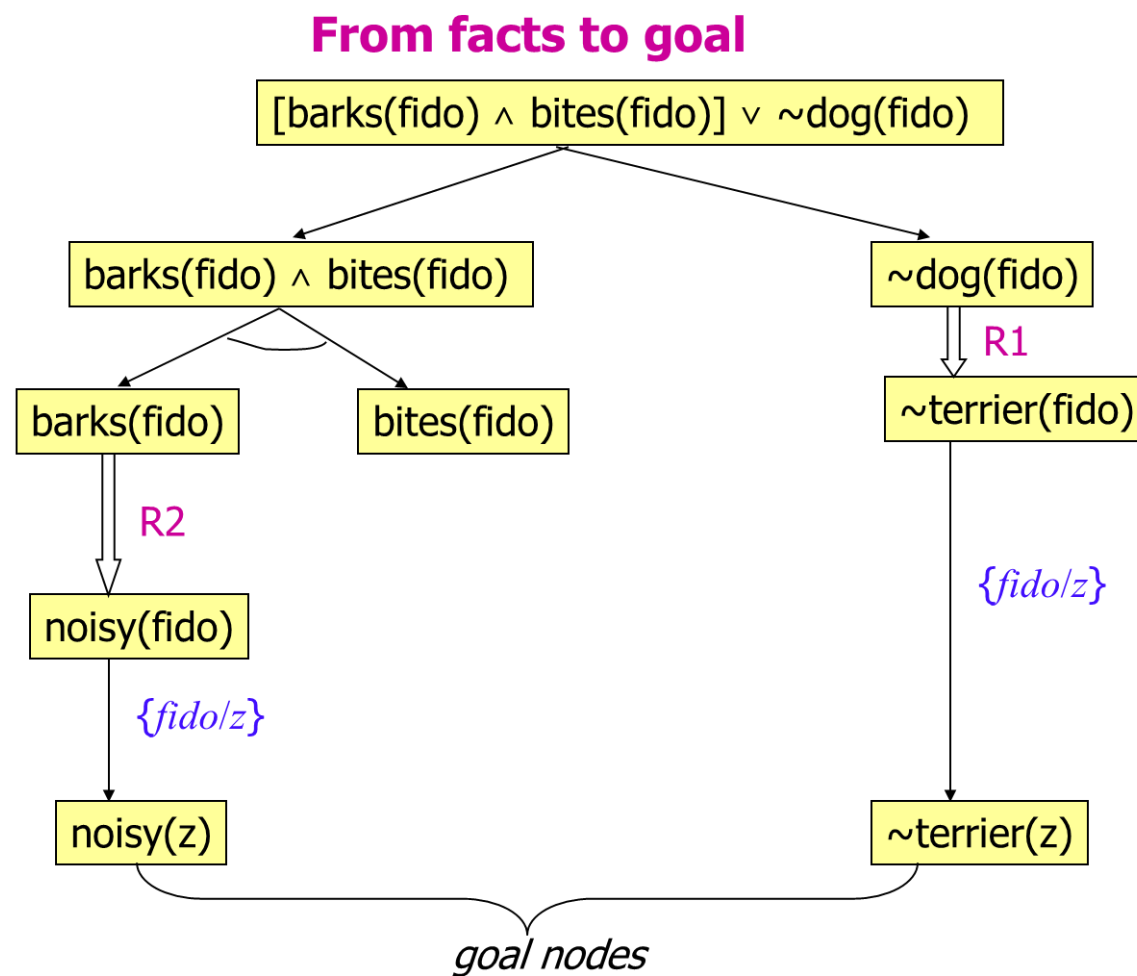 From facts to goal
[barks(fido) ∧ bites(fido)] ∨ ~dog(fido)
barks(fido) ∧ bites(fido)
~dog(fido)
R1
barks(fido)
bites(fido)
~terrier(fido)
R2
{fido/z}
noisy(fido)
{fido/z}
noisy(z)
~terrier(z)
goal nodes